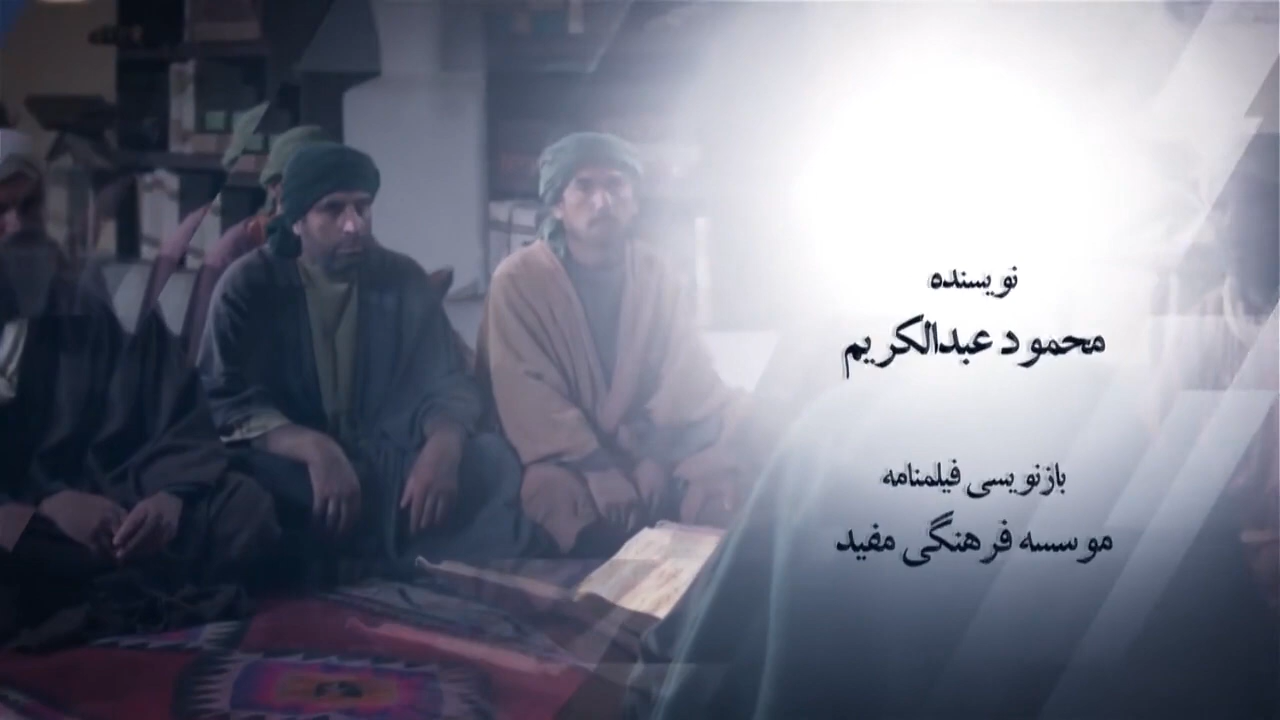 نویسنده
محمود عبدالکریم
بازنویسی فیلمنامه
موسسه فرهنگی مفید